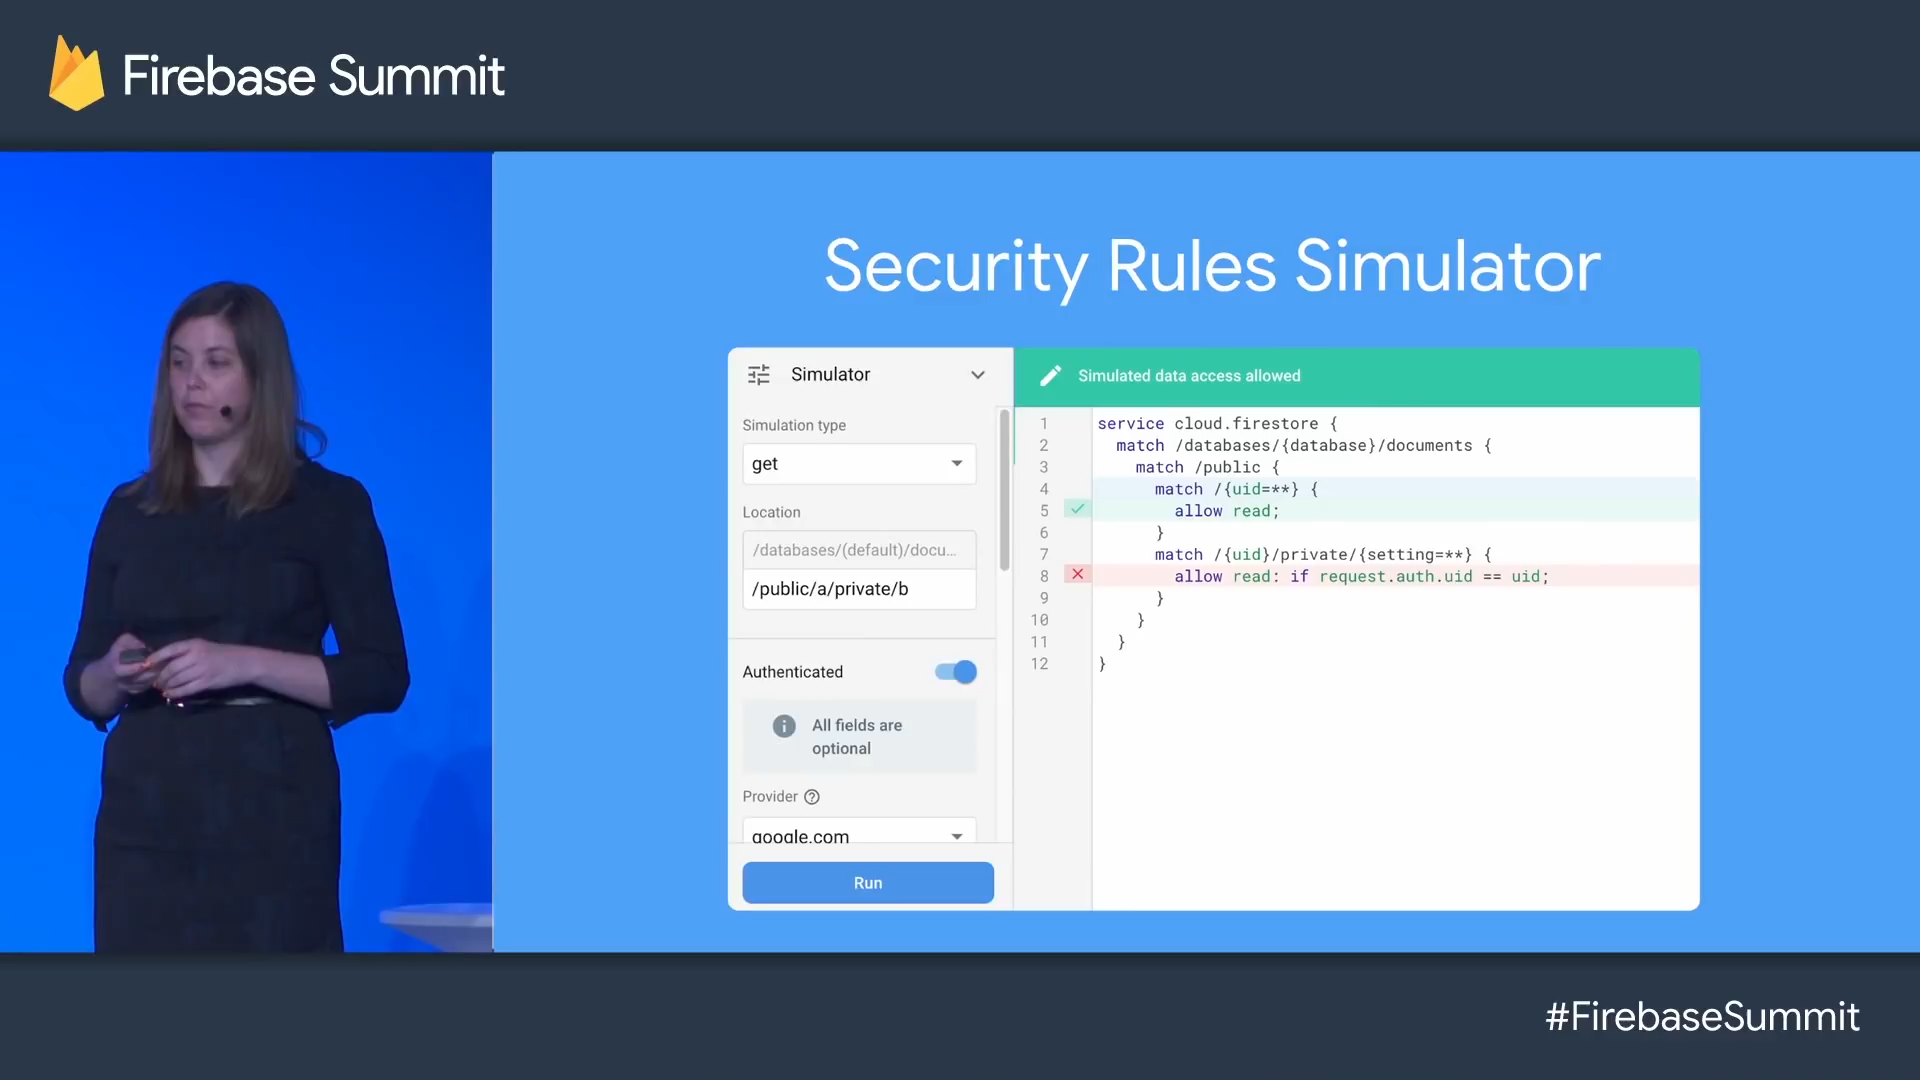 Firebase Summit
Security Rules Simulator
Simulator
Simulation type
get
Location
/databases/(default)/docu...
/public/a/private/b
Authenticated
All fields are
optional
Provider
google.com
Run
Simulated data access allowed
1 service cloud.firestore {
2 match /databases/{database}/documents {
3 match /public {
4 match /{uid=**} {
5 allow read;
6 }
7 match /{uid}/private/{setting=**} {
8 allow read: if request.auth.uid == uid;
9 }
10 }
11 }
12 }
#FirebaseSummit